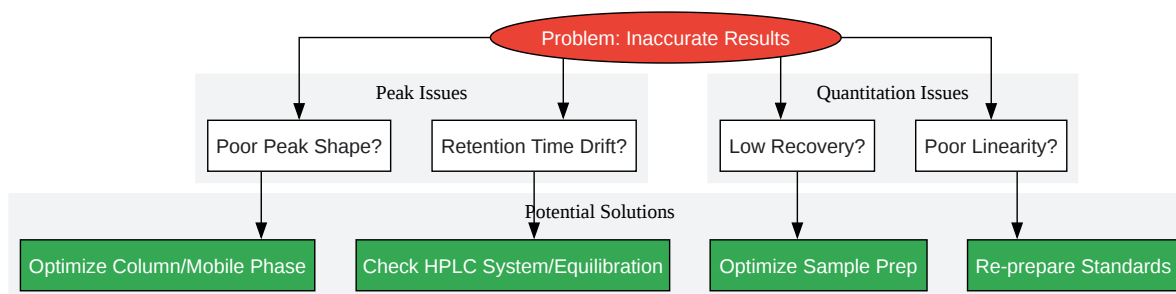 Problem: Inaccurate Results
Peak Issues
Quantitation Issues
Poor Peak Shape?
Retention Time Drift?
Low Recovery?
Poor Linearity?
Potential Solutions
Optimize Column/Mobile Phase
Check HPLC System/Equilibration
Optimize Sample Prep
Re-prepare Standards